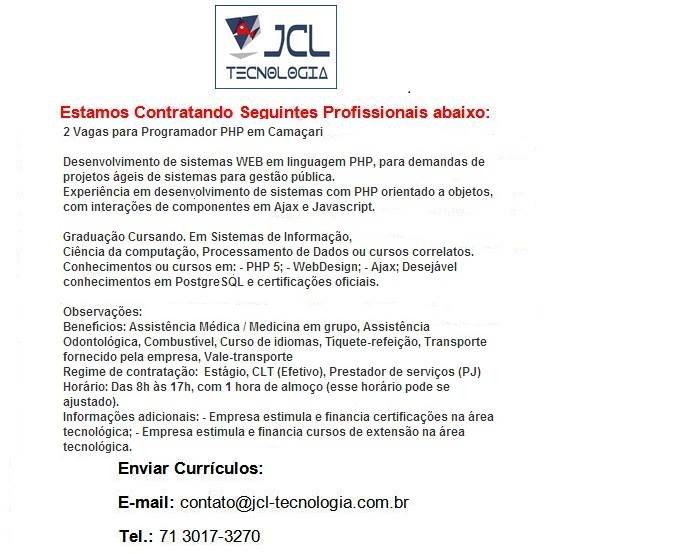 JCL
TECNOLOGIA
Estamos Contratando Seguintes Profissionais abaixo:
2 Vagas para Programador PHP em Camaçari
Desenvolvimento de sistemas WEB em linguagem PHP, para demandas de
projetos ágeis de sistemas para gestão pública.
Experiência em desenvolvimento de sistemas com PHP orientado a objetos,
com interações de componentes em Ajax e Javascript.
Graduação Cursando. Em Sistemas de Informação,
Ciência da computação, Processamento de Dados ou cursos correlatos.
Conhecimentos ou cursos em: - PHP 5; - WebDesign; - Ajax; Desejável
conhecimentos em PostgreSQL e certificações oficiais.
Observações:
Benefícios: Assistência Médica / Medicina em grupo, Assistência
Odontológica, Combustível, Curso de idiomas, Tiquete-refeição, Transporte
fornecido pela empresa, Vale-transporte
Regime de contratação: Estágio, CLT (Efetivo), Prestador de serviços (PJ)
Horário: Das 8h às 17h, com 1 hora de almoço (esse horário pode se
ajustado).
Informações adicionais: - Empresa estimula e financia certificações na área
tecnológica; - Empresa estimula e financia cursos de extensão na área
tecnológica.
Enviar Currículos:
E-mail: contato@jcl-tecnologia.com.br
Tel.: 71 3017-3270